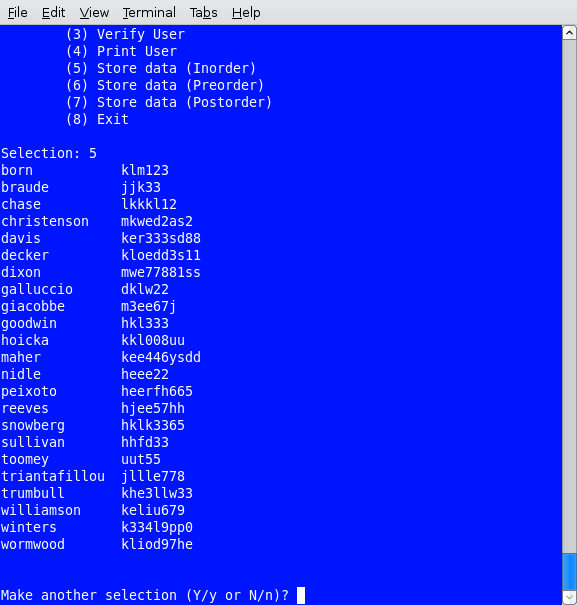 File Edit View Terminal Tabs Help
(3) Verify User
(4) Print User
(5) Store data (Inorder)
(6) Store data (Preorder)
(7) Store data (Postorder)
(8) Exit
Selection: 5
born klm123
braude jjk33
chase lkkkl12
christenson mkwed2as2
davis ker333sd88
decker kloedd3s11
dixon mwe77881ss
galluccio dklw22
giacobbe m3ee67j
goodwin hkl333
hoicka kkl008uu
maher kee446ysdd
nidle heee22
peixoto heerfh665
reeves hjee57hh
snowberg hklk3365
sullivan hhfd33
toomey uut55
triantafillou jllle778
trumbull khe3llw33
williamson keliu679
winters k334l9pp0
wormwood kliod97he
Make another selection (Y/y or N/n)?